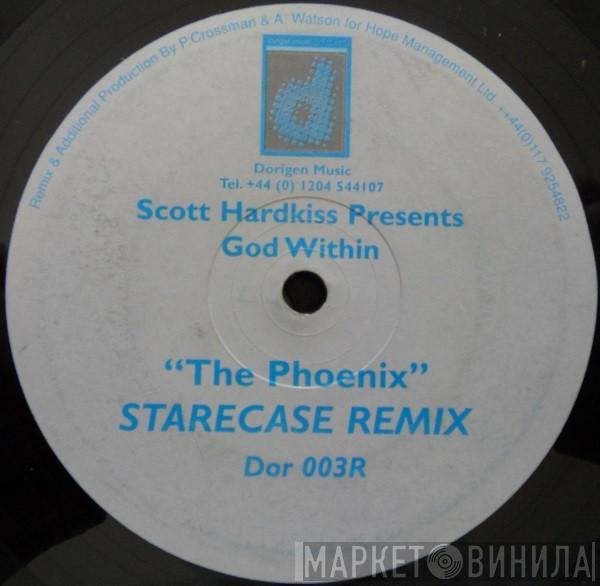 Remix & Additional Production By P.Crossman & A. Watson for Hope Management Ltd. ++44(0)117 9254822
Dorigen Music
Tel. +44 (0) 1204 544107
Scott Hardkiss Presents
God Within
“The Phoenix”
STARECASE REMIX
Dor 003R
МАРКЕТ ВИНИЛА